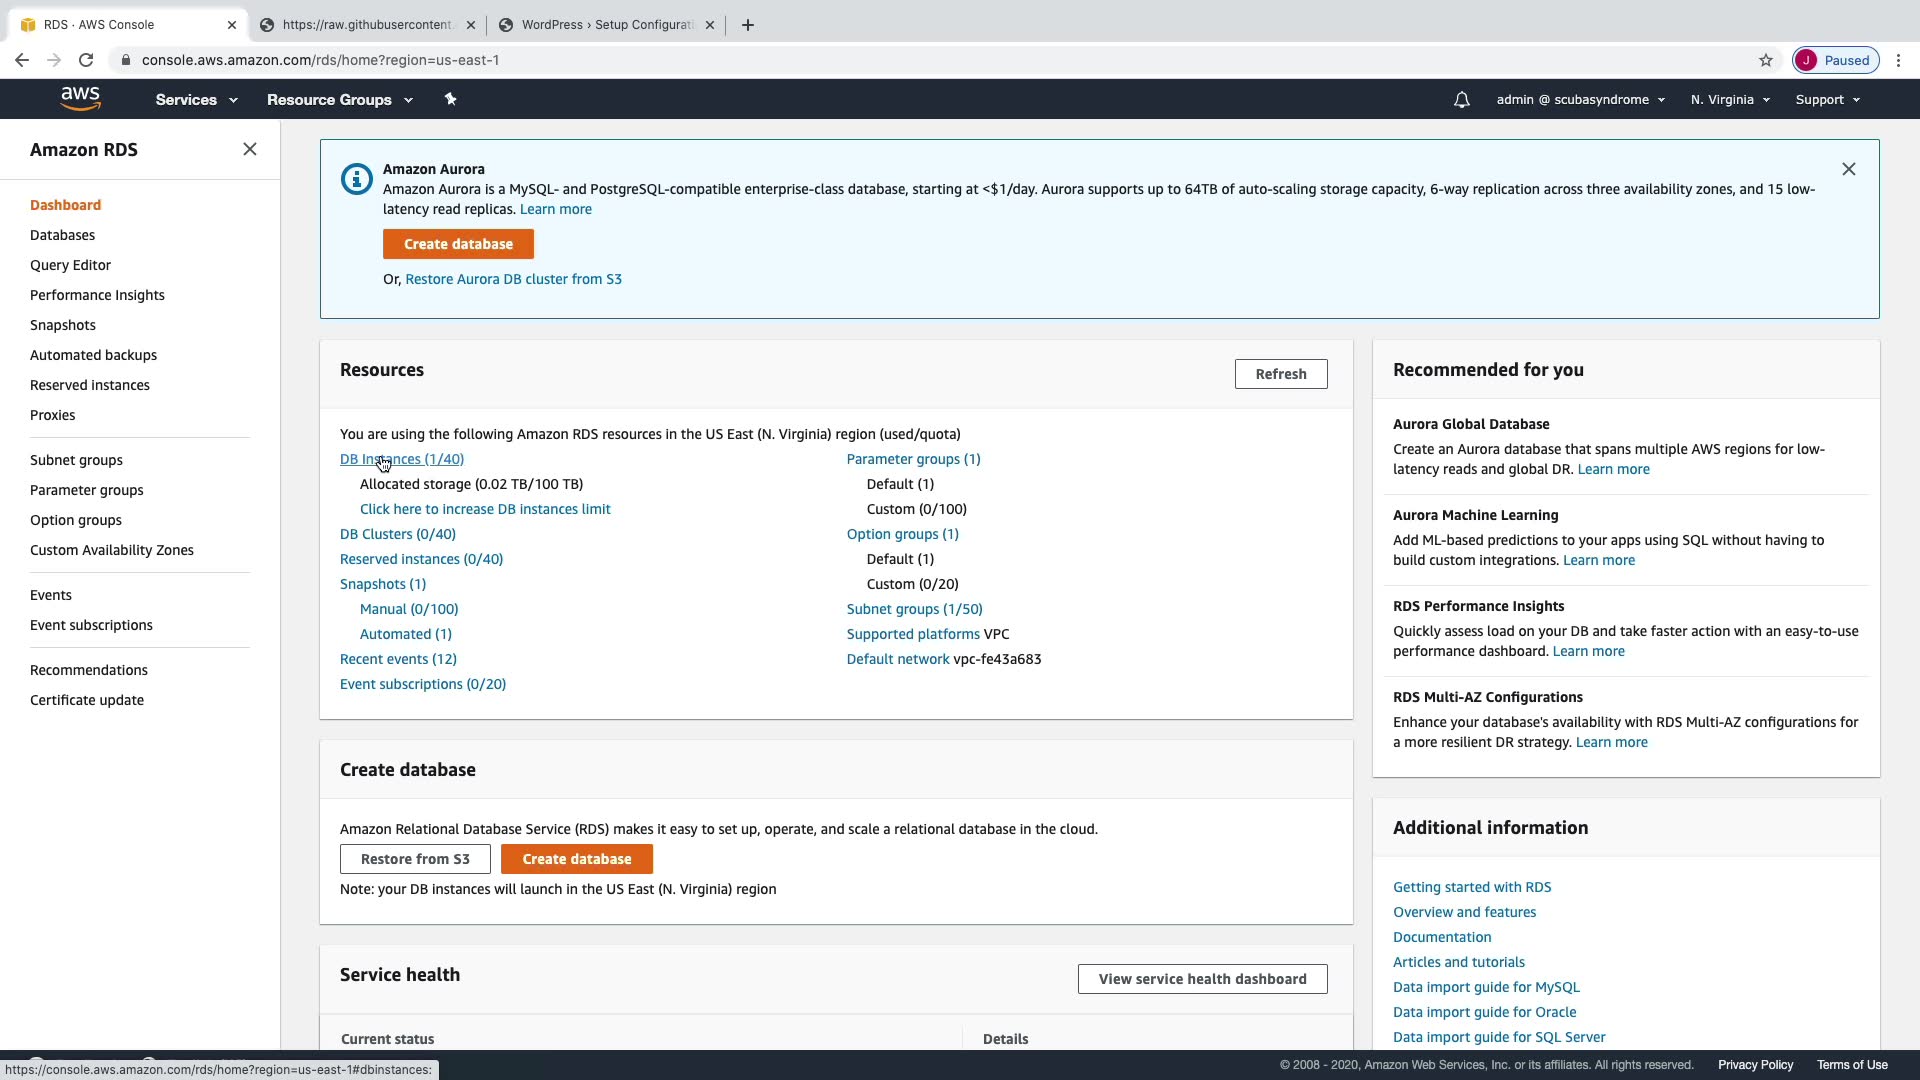 RDS · AWS Console
https://raw.githubusercontent.
WordPress › Setup Configurati
console.aws.amazon.com/rds/home?region=us-east-1
J
Paused
aws
Services
Resource Groups
admin @ scubasyndrome
N. Virginia
Support
Amazon RDS
Dashboard
Databases
Query Editor
Performance Insights
Snapshots
Automated backups
Reserved instances
Proxies
Subnet groups
Parameter groups
Option groups
Custom Availability Zones
Events
Event subscriptions
Recommendations
Certificate update
Amazon Aurora
Amazon Aurora is a MySQL- and PostgreSQL-compatible enterprise-class database, starting at <$1/day. Aurora supports up to 64TB of auto-scaling storage capacity, 6-way replication across three availability zones, and 15 low-
latency read replicas. Learn more
Create database
Or, Restore Aurora DB cluster from S3
Resources
Refresh
You are using the following Amazon RDS resources in the US East (N. Virginia) region (used/quota)
DB Instances (1/40)
Allocated storage (0.02 TB/100 TB)
Click here to increase DB instances limit
DB Clusters (0/40)
Reserved instances (0/40)
Snapshots (1)
Manual (0/100)
Automated (1)
Recent events (12)
Event subscriptions (0/20)
Parameter groups (1)
Default (1)
Custom (0/100)
Option groups (1)
Default (1)
Custom (0/20)
Subnet groups (1/50)
Supported platforms VPC
Default network vpc-fe43a683
Create database
Amazon Relational Database Service (RDS) makes it easy to set up, operate, and scale a relational database in the cloud.
Restore from S3
Create database
Note: your DB instances will launch in the US East (N. Virginia) region
Service health
View service health dashboard
Current status
Details
Recommended for you
Aurora Global Database
Create an Aurora database that spans multiple AWS regions for low-
latency reads and global DR. Learn more
Aurora Machine Learning
Add ML-based predictions to your apps using SQL without having to
build custom integrations. Learn more
RDS Performance Insights
Quickly assess load on your DB and take faster action with an easy-to-use
performance dashboard. Learn more
RDS Multi-AZ Configurations
Enhance your database's availability with RDS Multi-AZ configurations for
a more resilient DR strategy. Learn more
Additional information
Getting started with RDS
Overview and features
Documentation
Articles and tutorials
Data import guide for MySQL
Data import guide for Oracle
Data import guide for SQL Server
https://console.aws.amazon.com/rds/home?region=us-east-1#dbinstances:
© 2008 - 2020, Amazon Web Services, Inc. or its affiliates. All rights reserved.
Privacy Policy
Terms of Use